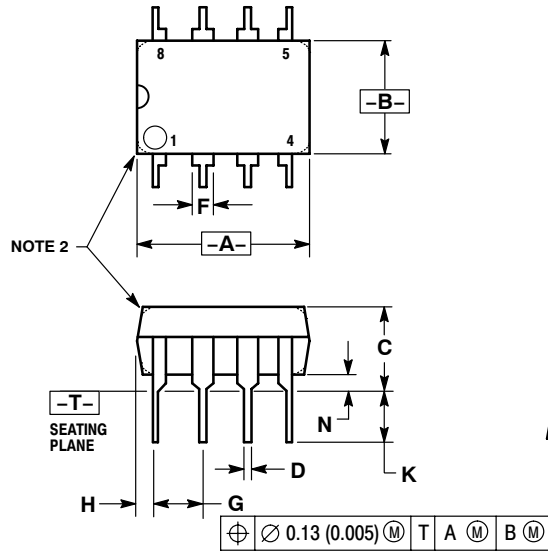 8 5
–B–
1 4
F
NOTE 2
–A–
C
–T–
N
SEATING
PLANE
D
K
H
G
⌖ ∅ 0.13 (0.005) Ⓜ T A Ⓜ B Ⓜ